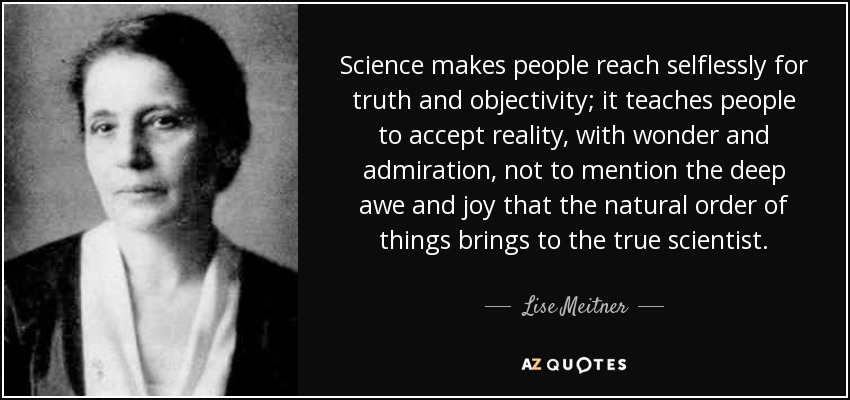 Science makes people reach selflessly for
truth and objectivity; it teaches people
to accept reality, with wonder and
admiration, not to mention the deep
awe and joy that the natural order of
things brings to the true scientist.
Lise Meitner
AZ QUOTES